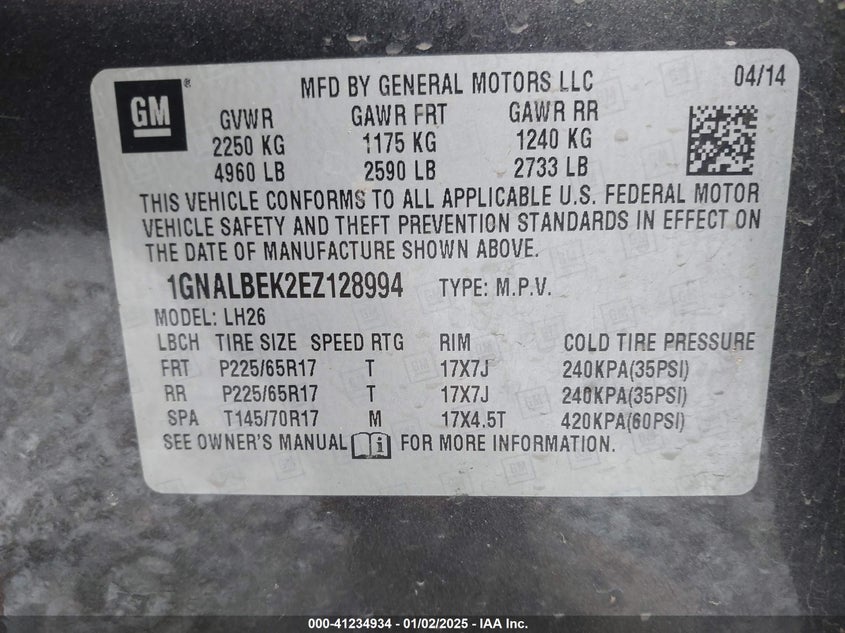 GM ®
MFD BY GENERAL MOTORS LLC 04/14
GVWR GAWR FRT GAWR RR
2250 KG 1175 KG 1240 KG
4960 LB 2590 LB 2733 LB
THIS VEHICLE CONFORMS TO ALL APPLICABLE U.S. FEDERAL MOTOR
VEHICLE SAFETY AND THEFT PREVENTION STANDARDS IN EFFECT ON
THE DATE OF MANUFACTURE SHOWN ABOVE.
1GNALBEK2EZ128994 TYPE: M.P.V.
MODEL: LH26
LBCH TIRE SIZE SPEED RTG RIM COLD TIRE PRESSURE
FRT P225/65R17 T 17X7J 240KPA(35PSI)
RR P225/65R17 T 17X7J 240KPA(35PSI)
SPA T145/70R17 M 17X4.5T 420KPA(60PSI)
SEE OWNER'S MANUAL i FOR MORE INFORMATION.
000-41234934 - 01/02/2025 - IAA Inc.